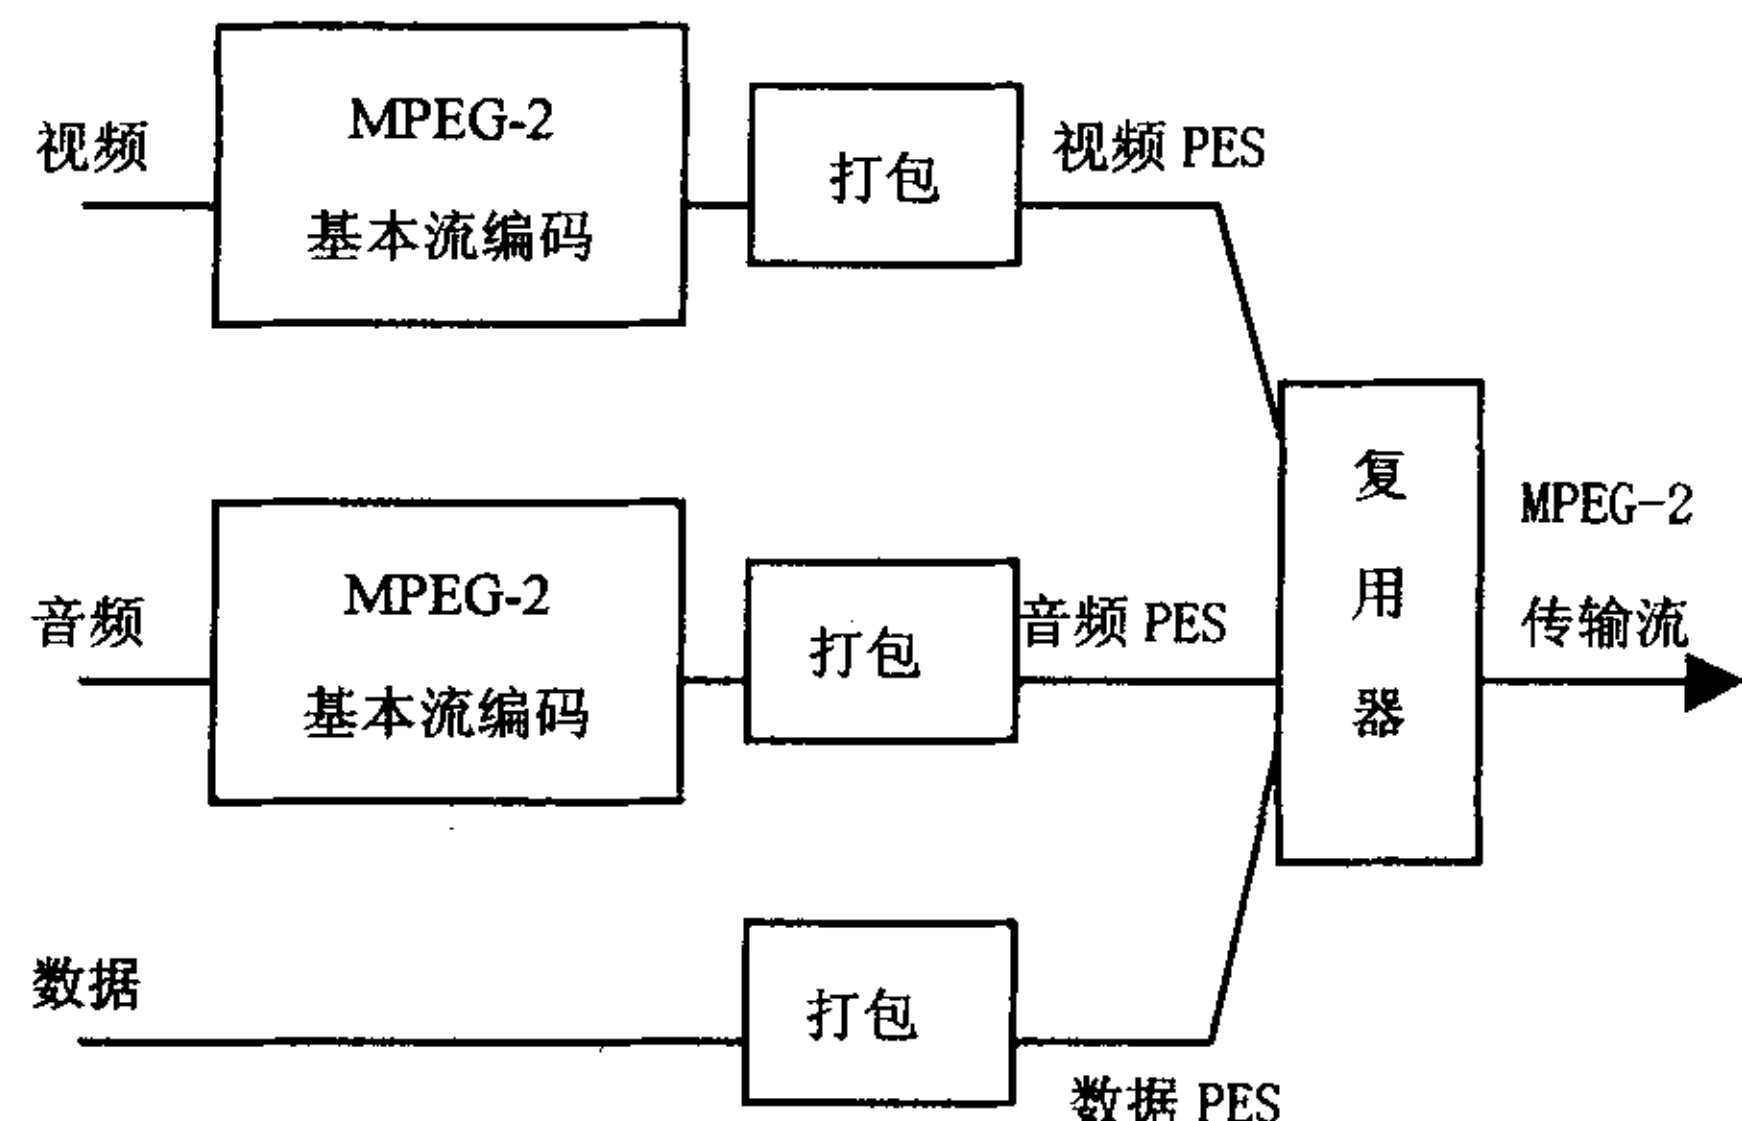 视频
MPEG-2
基本流编码
打包
视频 PES
音频
MPEG-2
基本流编码
打包
音频 PES
复
用
器
MPEG-2
传输流
数据
打包
数据 PES